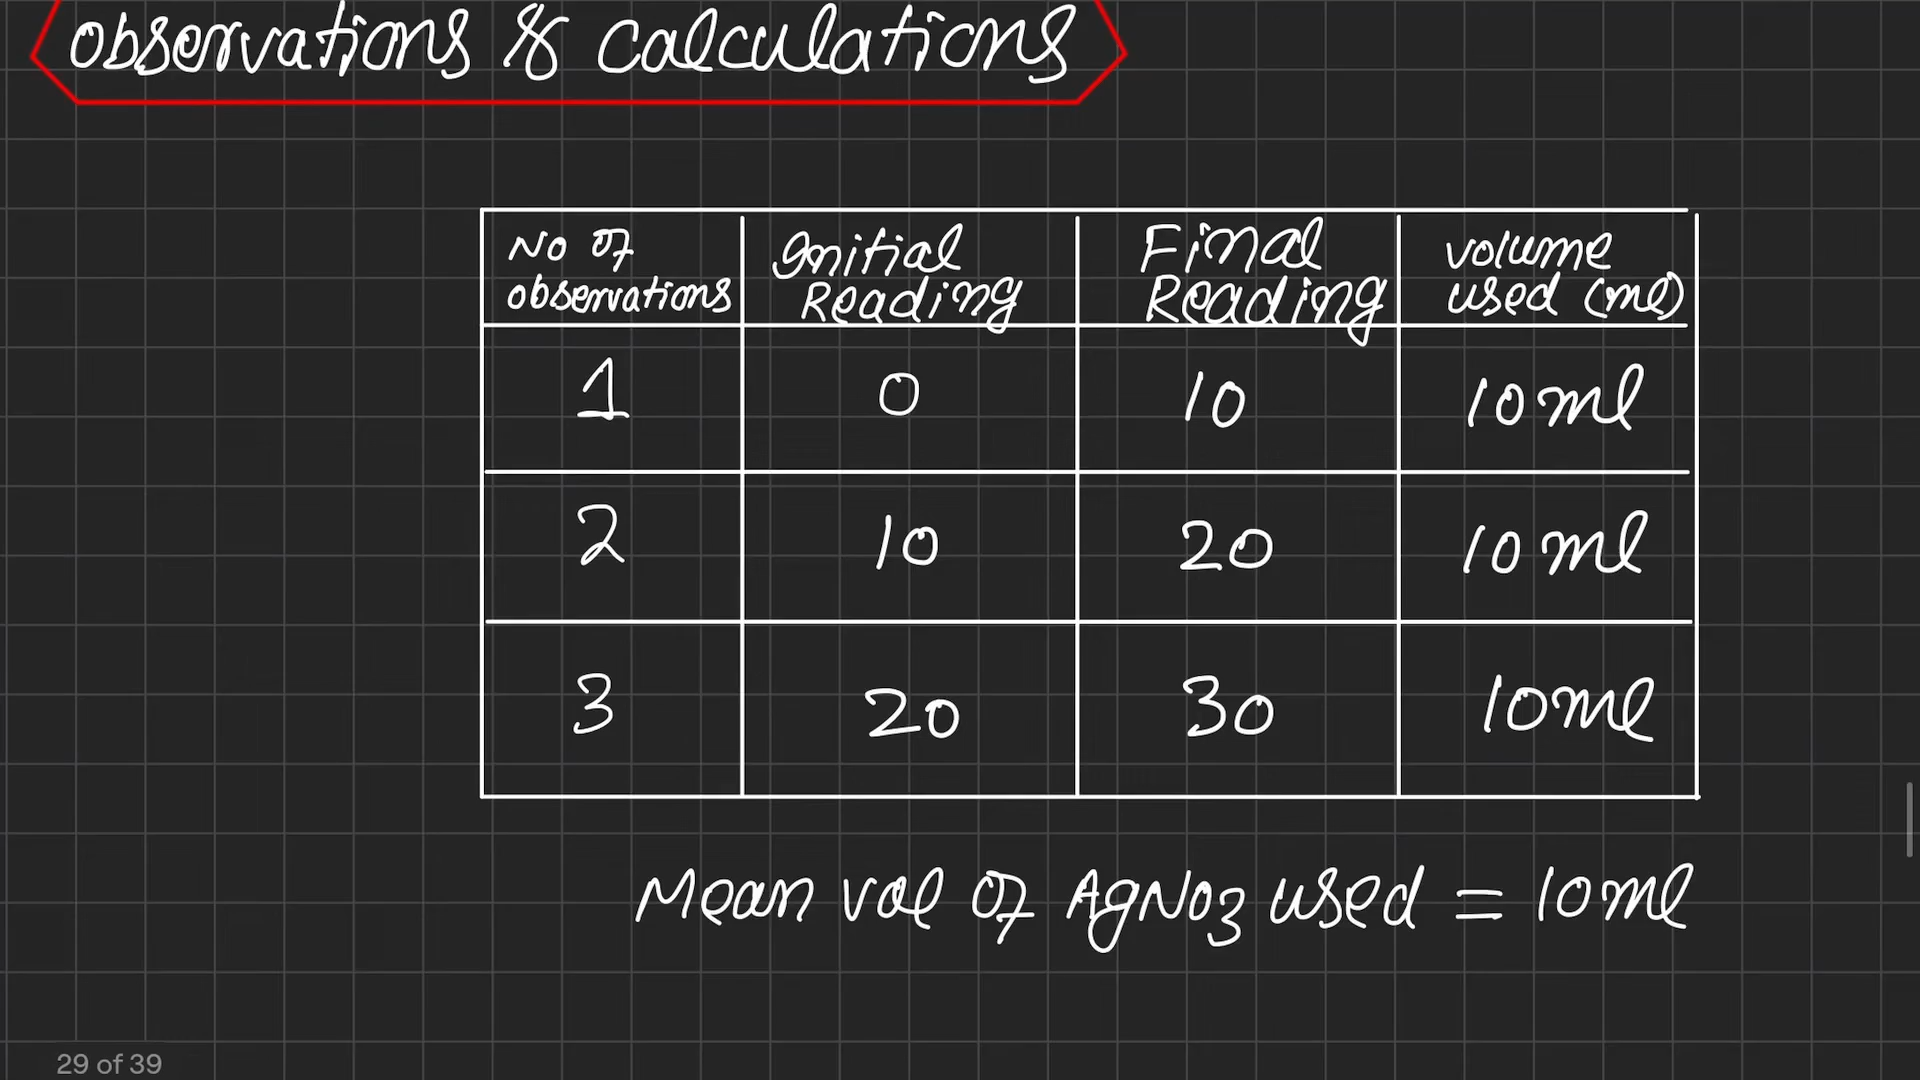 observations & calculations
No of observations | Initial Reading | Final Reading | volume used (ml)
1 | 0 | 10 | 10 ml
2 | 10 | 20 | 10 ml
3 | 20 | 30 | 10 ml
Mean vol of AgNO3 used = 10 ml
29 of 39